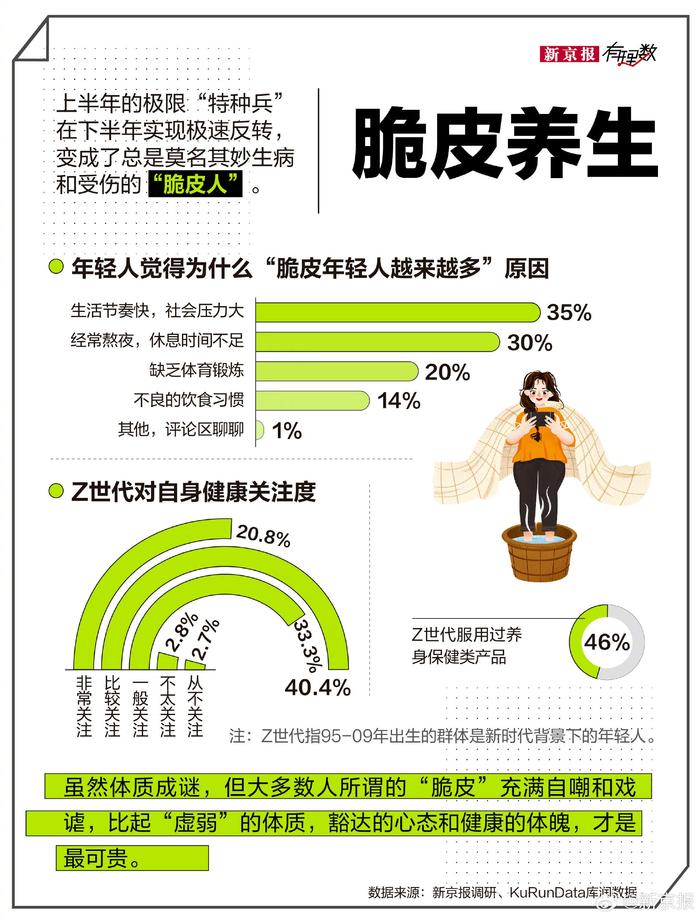 新京报 有理数
上半年的极限“特种兵”
在下半年实现极速反转，
变成了总是莫名其妙生病
和受伤的“脆皮人”。
脆皮养生
年轻人觉得为什么“脆皮年轻人越来越多”原因
生活节奏快，社会压力大 35%
经常熬夜，休息时间不足 30%
缺乏体育锻炼 20%
不良的饮食习惯 14%
其他，评论区聊聊 1%
Z世代对自身健康关注度
20.8%
2.8%
2.7%
33.3%
40.4%
非常关注
比较关注
一般关注
不太关注
从不关注
Z世代服用过养
身保健类产品
46%
注：Z世代指95-09年出生的群体是新时代背景下的年轻人。
虽然体质成谜，但大多数人所谓的“脆皮”充满自嘲和戏
谑，比起“虚弱”的体质，豁达的心态和健康的体魄，才是
最可贵。
数据来源：新京报调研、KuRunData库润数据
@新京报